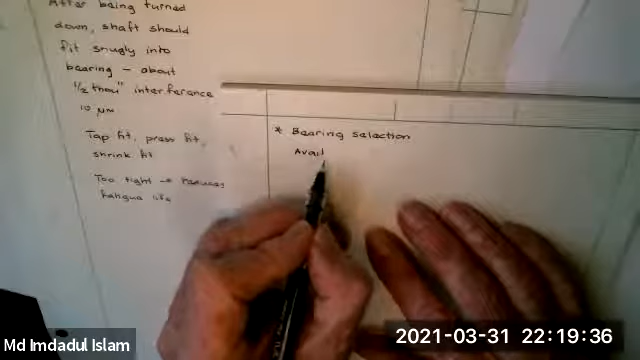 After being turned
down, shaft should
fit snugly into
bearing – about
"½ thou" interference
10 µm
Tap fit, press fit,
shrink fit
Too tight → reduces
fatigue life
* Bearing selection
Avail
Md Imdadul Islam
2021-03-31 22:19:36